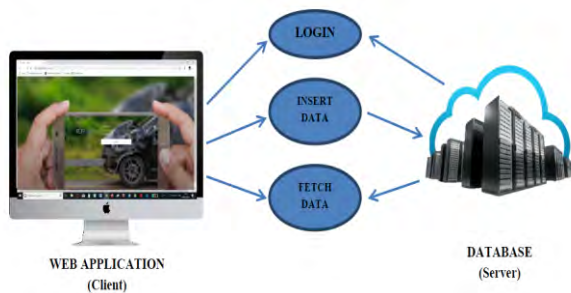 LOGIN
INSERT
DATA
FETCH
DATA
WEB APPLICATION
(Client)
DATABASE
(Server)